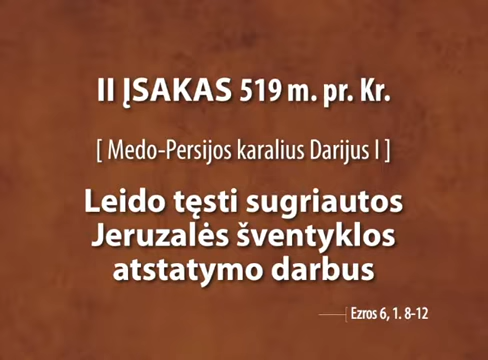 II ĮSAKAS 519 m. pr. Kr.
[ Medo-Persijos karalius Darijus I ]
Leido tęsti sugriautos
Jeruzalės šventyklos
atstatymo darbus
Ezros 6, 1. 8-12